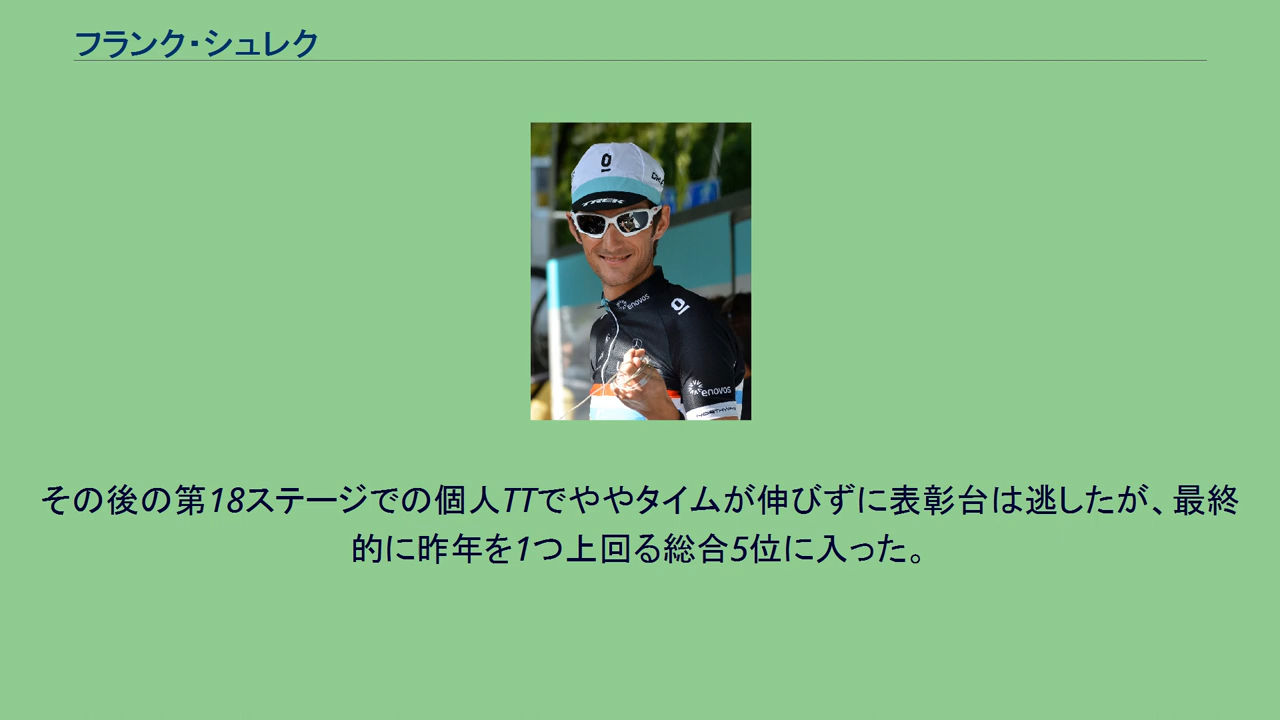 フランク・シュレク
TREK
enovos
enovos
その後の第18ステージでの個人TTでややタイムが伸びずに表彰台は逃したが、最終
的に昨年を1つ上回る総合5位に入った。